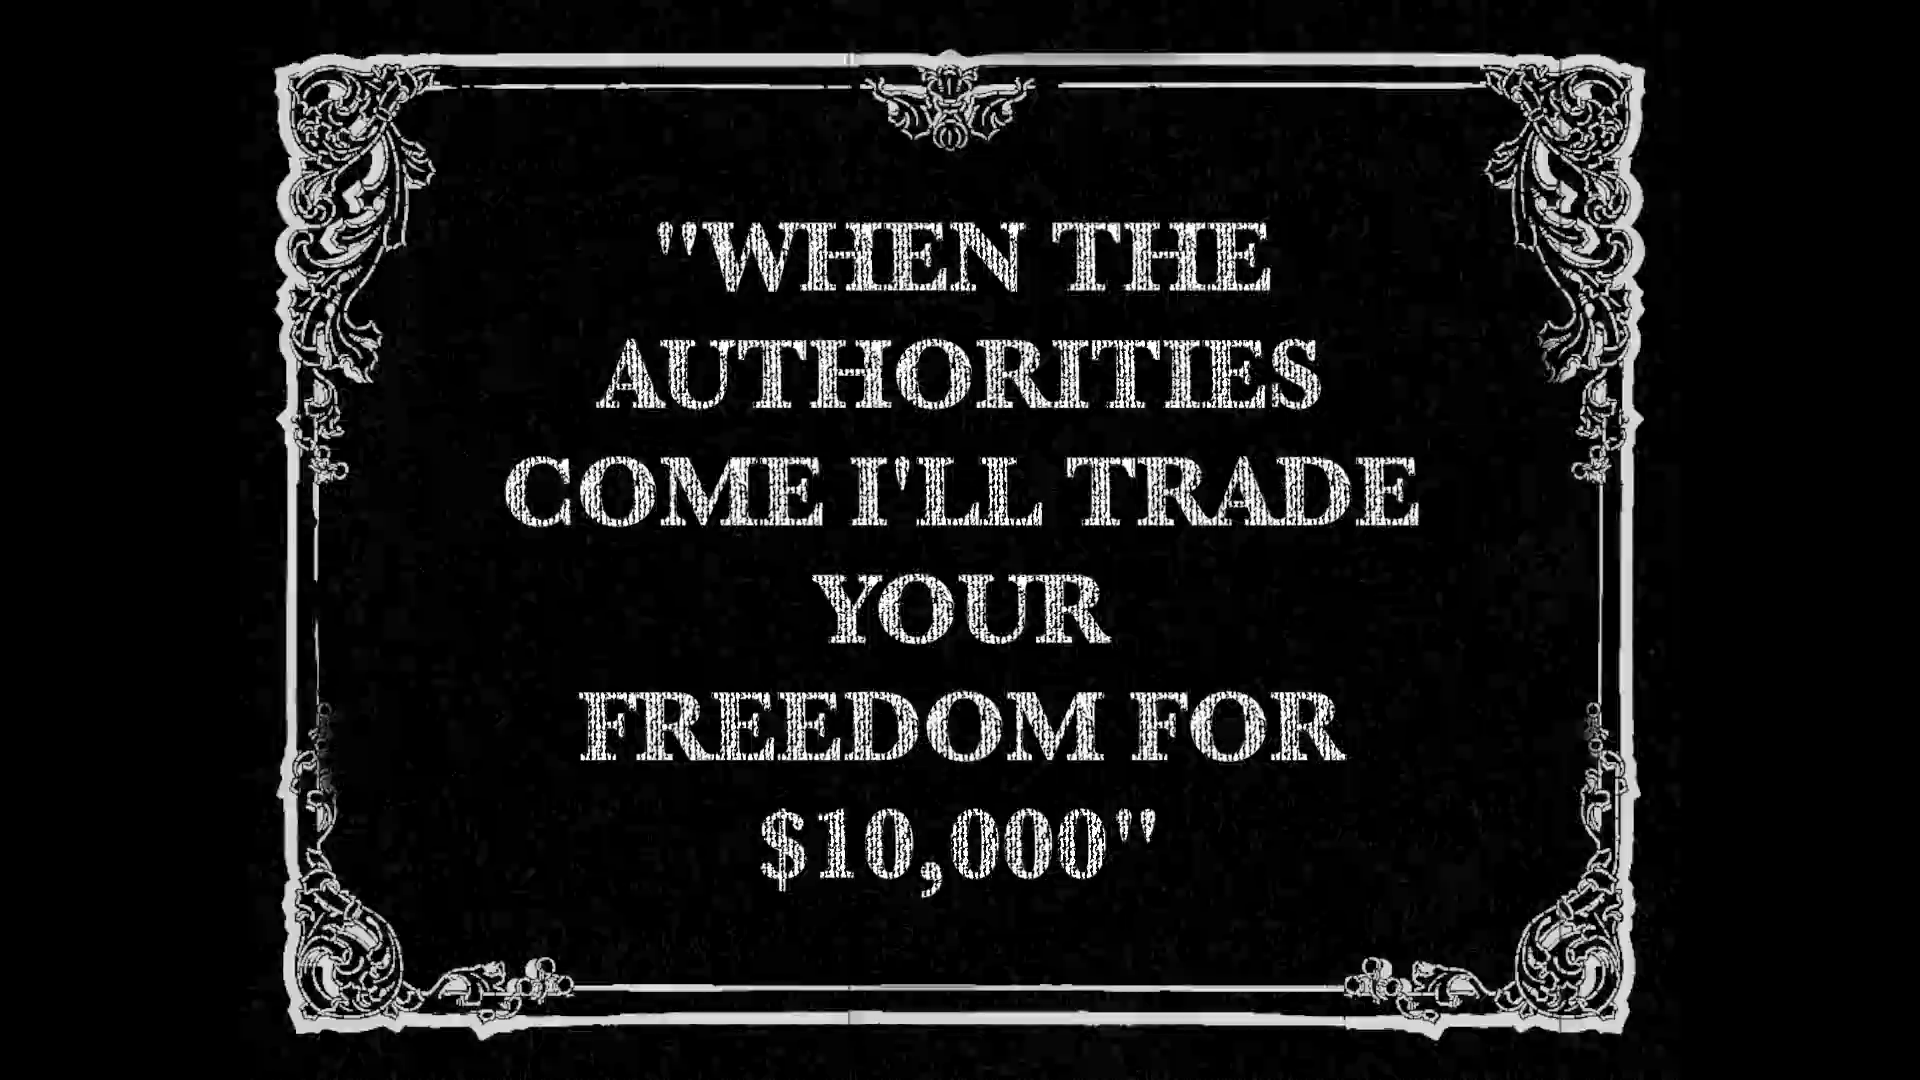 "WHEN THE
AUTHORITIES
COME I'LL TRADE
YOUR
FREEDOM FOR
$10,000"